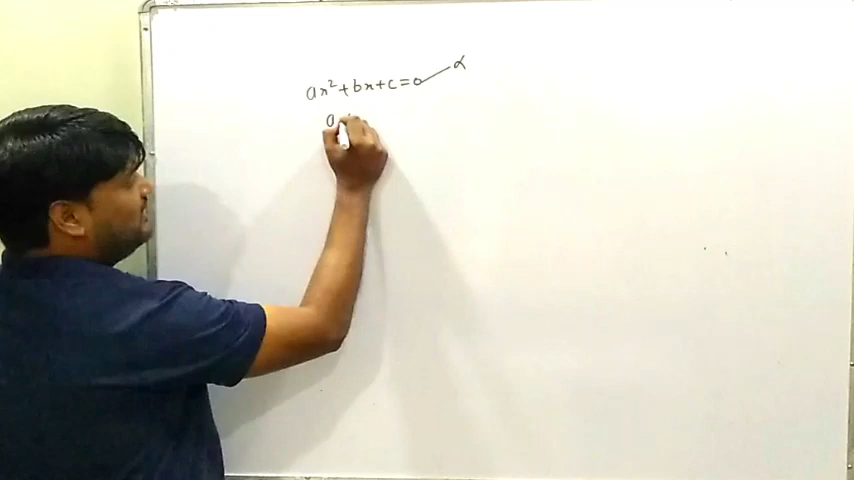 ax²+bx+c=0 α
a